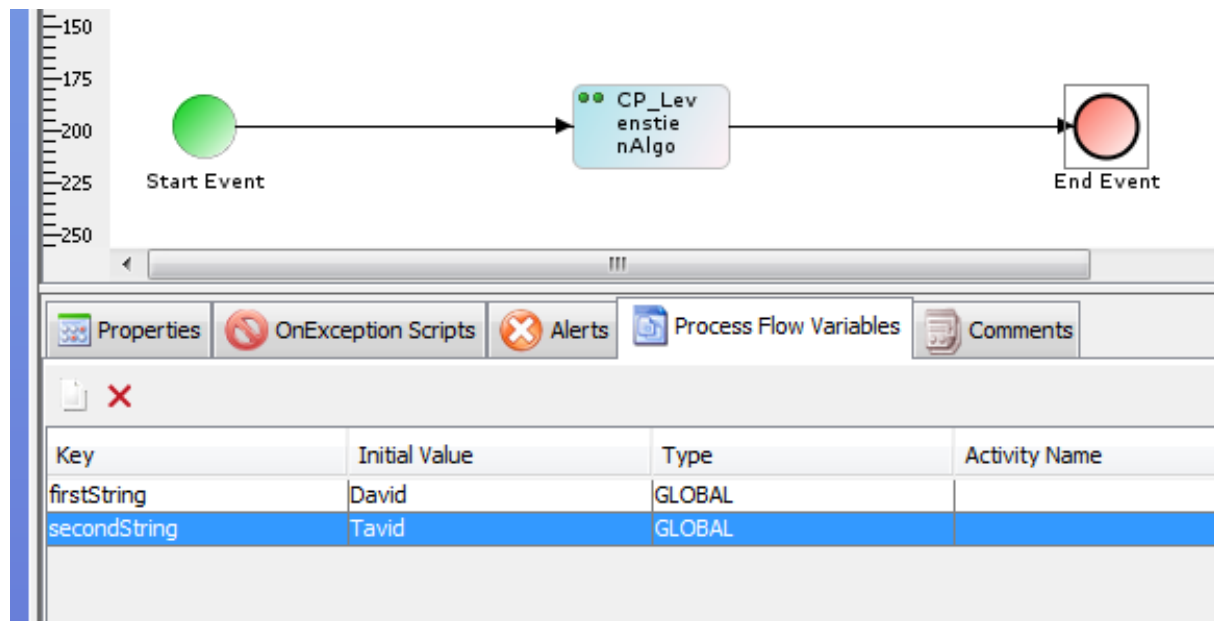 150
175
200
225
250
CP_Lev
enstie
nAlgo
Start Event
End Event
Properties OnException Scripts Alerts Process Flow Variables Comments
Key Initial Value Type Activity Name
firstString David GLOBAL
secondString Tavid GLOBAL